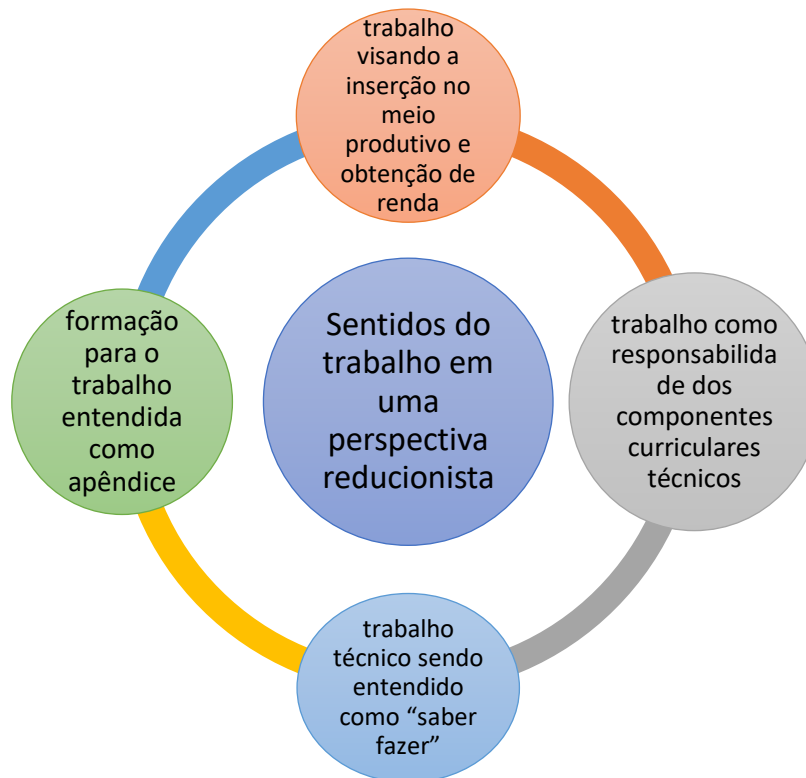 trabalho
visando a
inserção no
meio
produtivo e
obtenção de
renda
Sentidos do
trabalho em
uma
perspectiva
reducionista
trabalho como
responsabilida
de dos
componentes
curriculares
técnicos
trabalho
técnico sendo
entendido
como “saber
fazer”
formação
para o
trabalho
entendida
como
apêndice